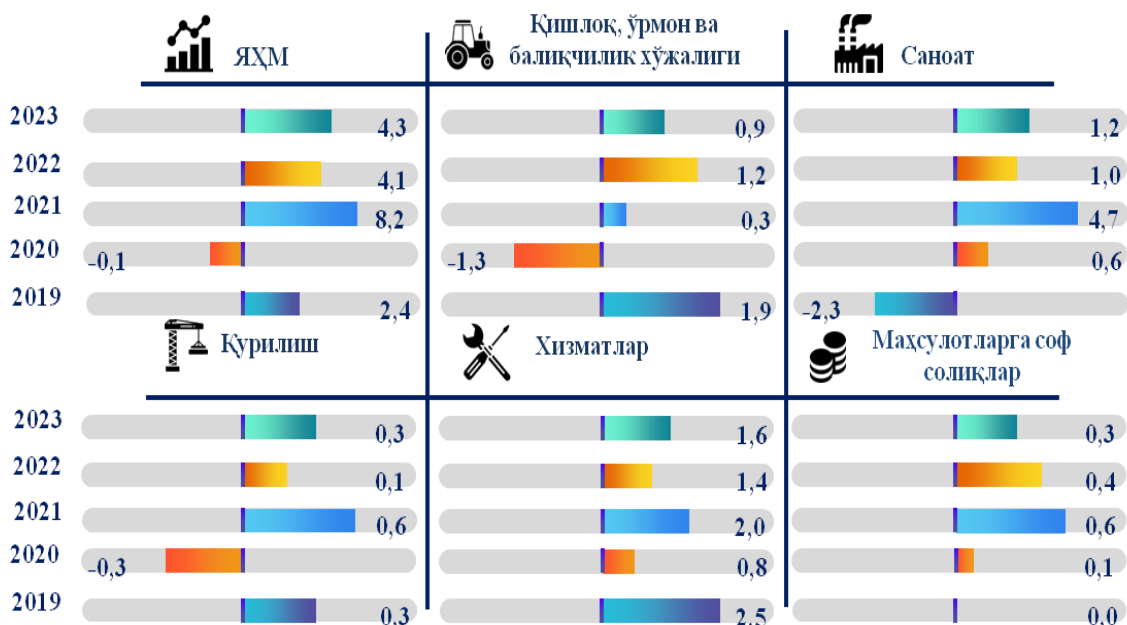 ЯҲМ
Қишлоқ, ўрмон ва
балиқчилик хўжалиги
Саноат
2023 4,3 0,9 1,2
2022 4,1 1,2 1,0
2021 8,2 0,3 4,7
2020 -0,1 -1,3 0,6
2019 2,4 1,9 -2,3
Қурилиш
Хизматлар
Маҳсулотларга соф
солиқлар
2023 0,3 1,6 0,3
2022 0,1 1,4 0,4
2021 0,6 2,0 0,6
2020 -0,3 0,8 0,1
2019 0,3 2,5 0,0